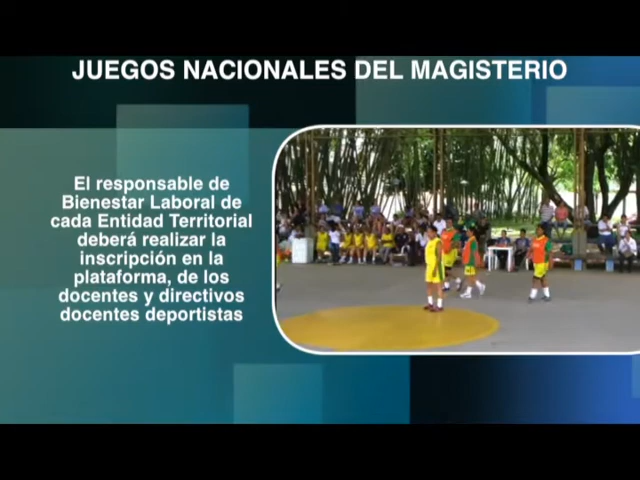 JUEGOS NACIONALES DEL MAGISTERIO
El responsable de
Bienestar Laboral de
cada Entidad Territorial
deberá realizar la
inscripción en la
plataforma, de los
docentes y directivos
docentes deportistas